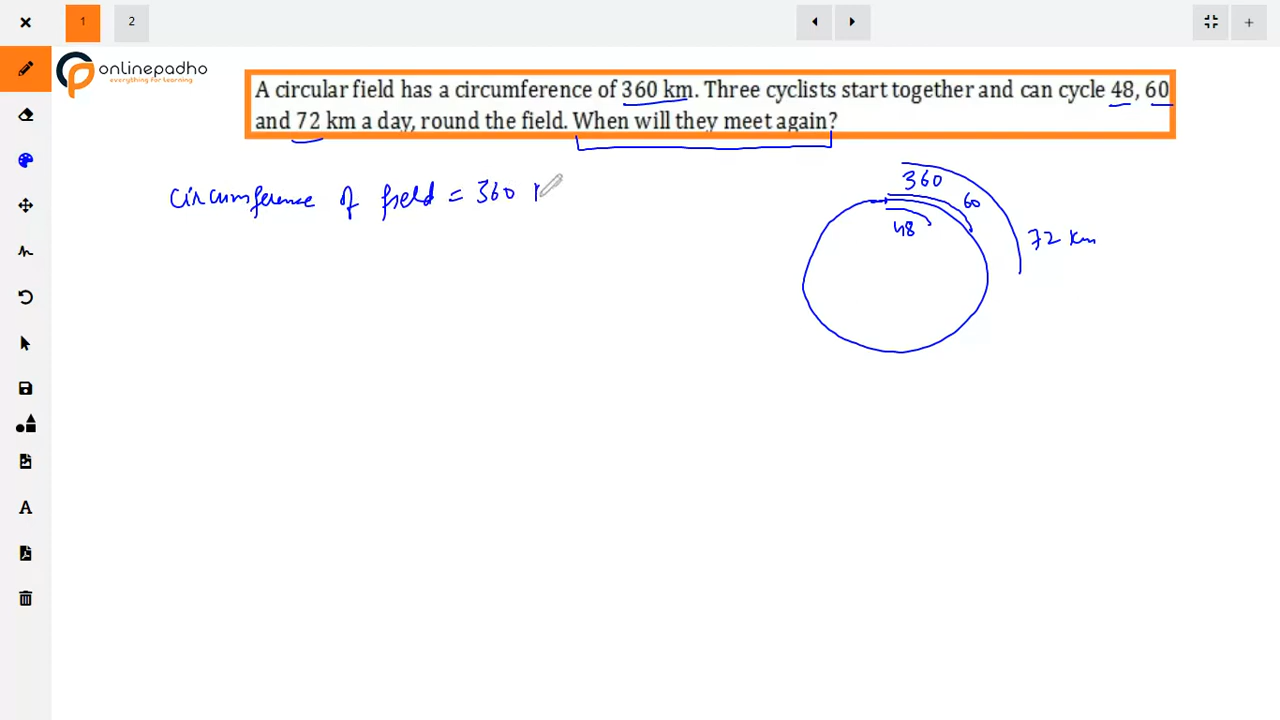 1 2
onlinepadho
everything for learning
A circular field has a circumference of 360 km. Three cyclists start together and can cycle 48, 60
and 72 km a day, round the field. When will they meet again?
Circumference of field = 360
360
60
48
72 km
A